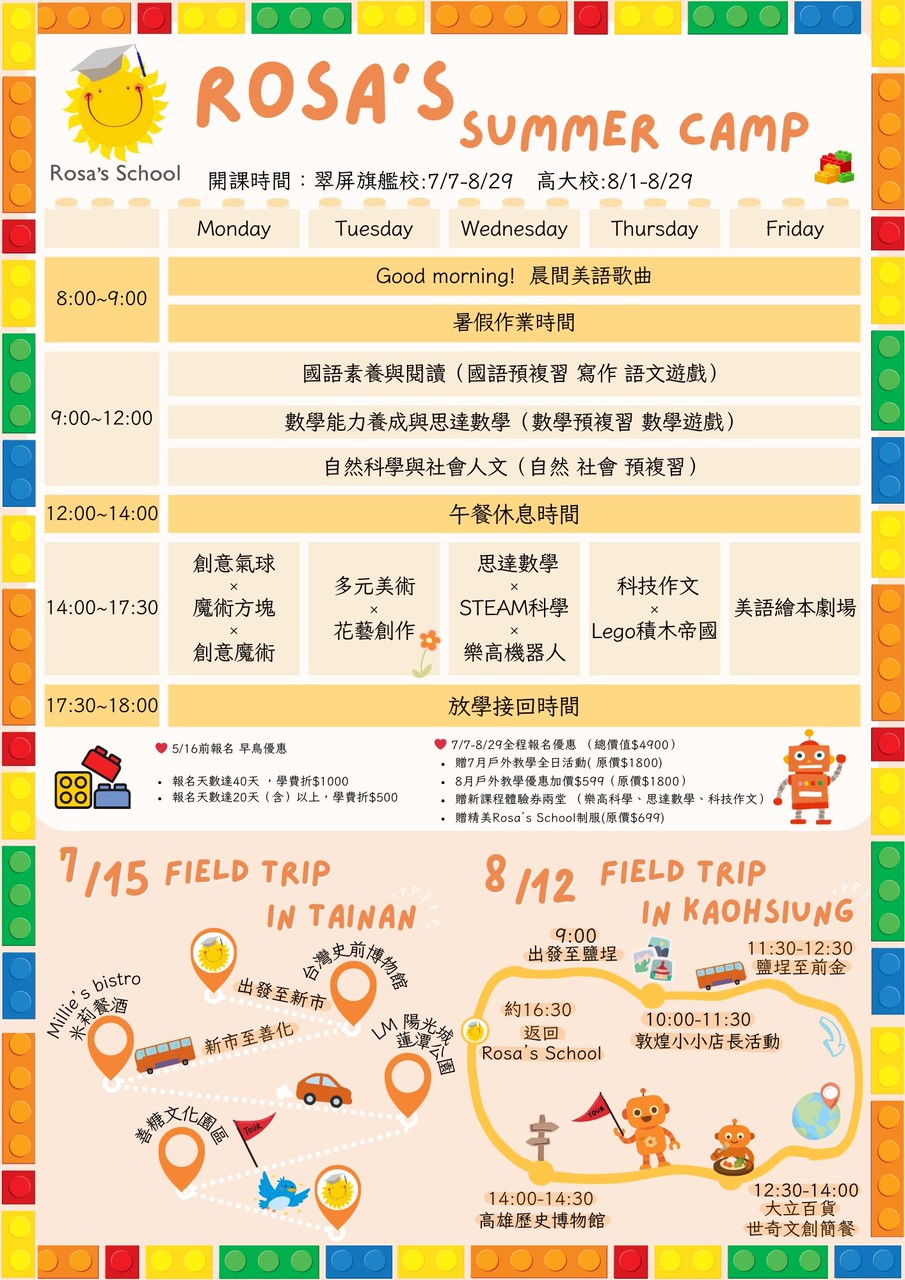 ROSA'S
SUMMER CAMP
Rosa's School
開課時間：翠屏旗艦校:7/7-8/29 高大校:8/1-8/29
Monday Tuesday Wednesday Thursday Friday
8:00~9:00
Good morning! 晨間美語歌曲
暑假作業時間
9:00~12:00
國語素養與閱讀（國語預複習 寫作 語文遊戲）
數學能力養成與思達數學（數學預複習 數學遊戲）
自然科學與社會人文（自然 社會 預複習）
12:00~14:00
午餐休息時間
14:00~17:30
創意氣球
×
魔術方塊
×
創意魔術
多元美術
×
花藝創作
思達數學
×
STEAM科學
×
樂高機器人
科技作文
×
Lego積木帝國
美語繪本劇場
17:30~18:00
放學接回時間
5/16前報名 早鳥優惠
• 報名天數達40天 ，學費折$1000
• 報名天數達20天（含）以上，學費折$500
7/7-8/29全程報名優惠 （總價值$4900）
• 贈7月戶外教學全日活動( 原價$1800)
• 8月戶外教學優惠加價$599（原價$1800）
• 贈新課程體驗券兩堂 （樂高科學、思達數學、科技作文）
• 贈精美Rosa's School制服(原價$699)
7/15 FIELD TRIP
IN TAINAN
出發至新市
台灣史前博物館
新市至善化
Millie's bistro
米莉餐酒
LM 陽光城
蓮潭公園
善糖文化園區
TOUR
8/12 FIELD TRIP
IN KAOHSIUNG
9:00
出發至鹽埕
10:00-11:30
敦煌小小店長活動
11:30-12:30
鹽埕至前金
12:30-14:00
大立百貨
世奇文創簡餐
14:00-14:30
高雄歷史博物館
TOUR
約16:30
返回
Rosa's School